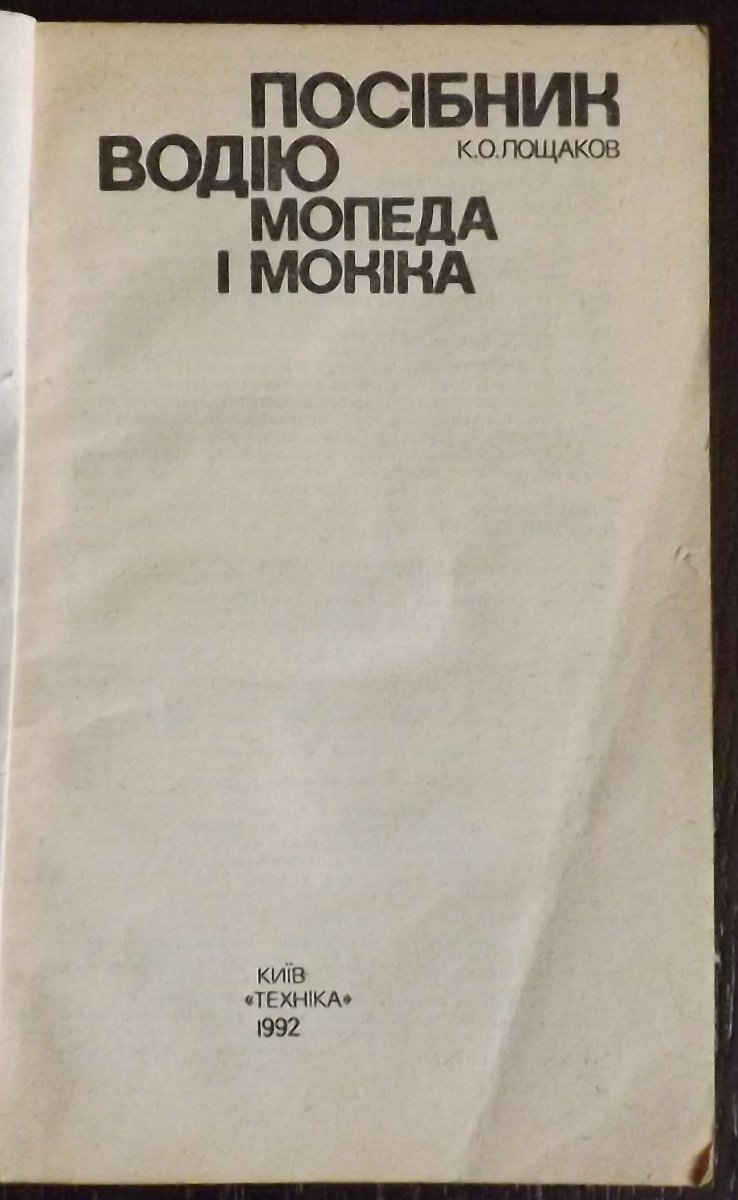 ПОСІБНИК
К.О.ЛОЩАКОВ
ВОДІЮ
МОПЕДА
І МОКІКА
КИЇВ
«ТЕХНІКА»
1992